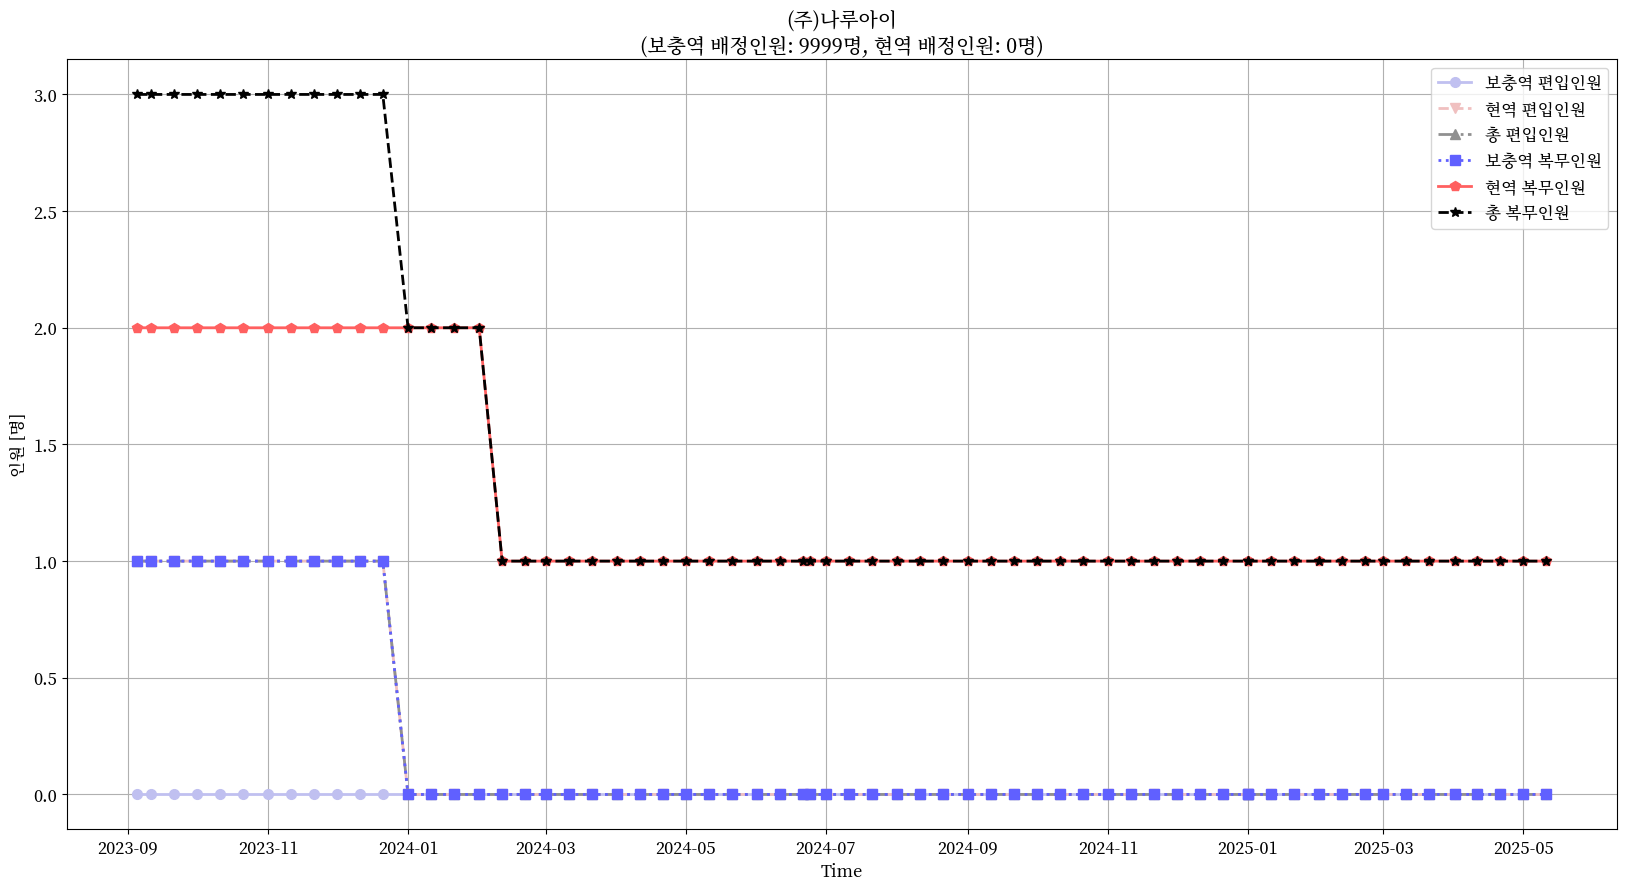 (주)나루아이
(보충역 배정인원: 9999명, 현역 배정인원: 0명)
보충역 편입인원
현역 편입인원
총 편입인원
보충역 복무인원
현역 복무인원
총 복무인원
3.0
2.5
2.0
1.5
1.0
0.5
0.0
인원 [명]
2023-09 2023-11 2024-01 2024-03 2024-05 2024-07 2024-09 2024-11 2025-01 2025-03 2025-05
Time